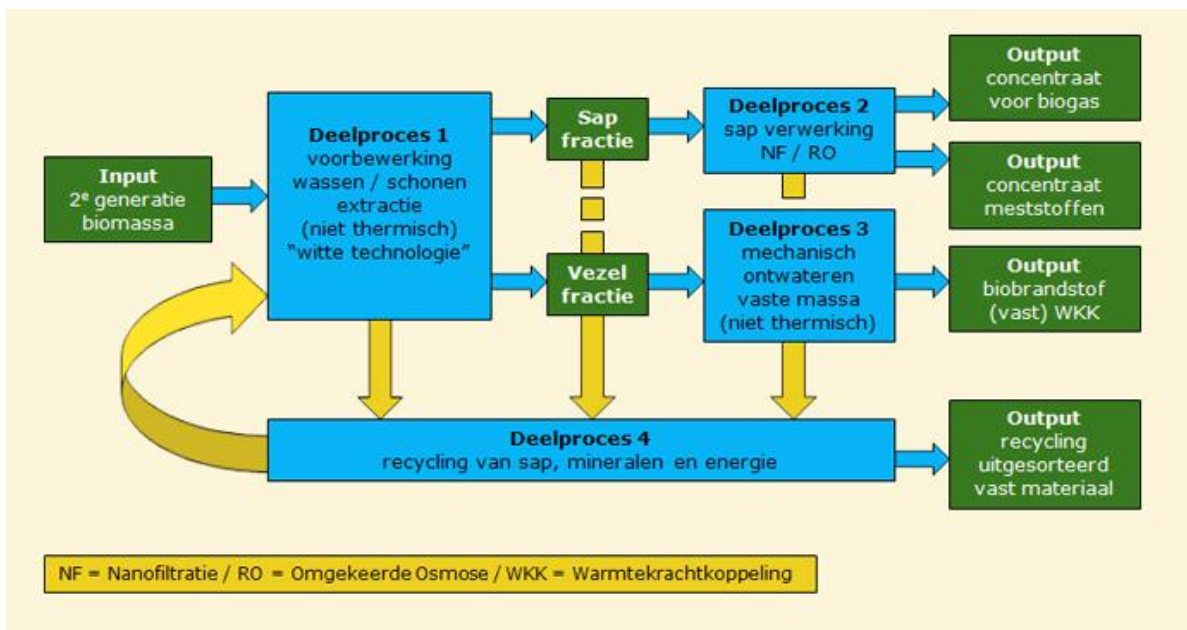 Input
2e generatie
biomassa
Deelproces 1
voorbewerking
wassen / schonen
extractie
(niet thermisch)
"witte technologie"
Sap
fractie
Vezel
fractie
Deelproces 2
sap verwerking
NF / RO
Deelproces 3
mechanisch
ontwateren
vaste massa
(niet thermisch)
Output
concentraat
voor biogas
Output
concentraat
meststoffen
Output
biobrandstof
(vast) WKK
Deelproces 4
recycling van sap, mineralen en energie
Output
recycling
uitgesorteerd
vast materiaal
NF = Nanofiltratie / RO = Omgekeerde Osmose / WKK = Warmtekrachtkoppeling